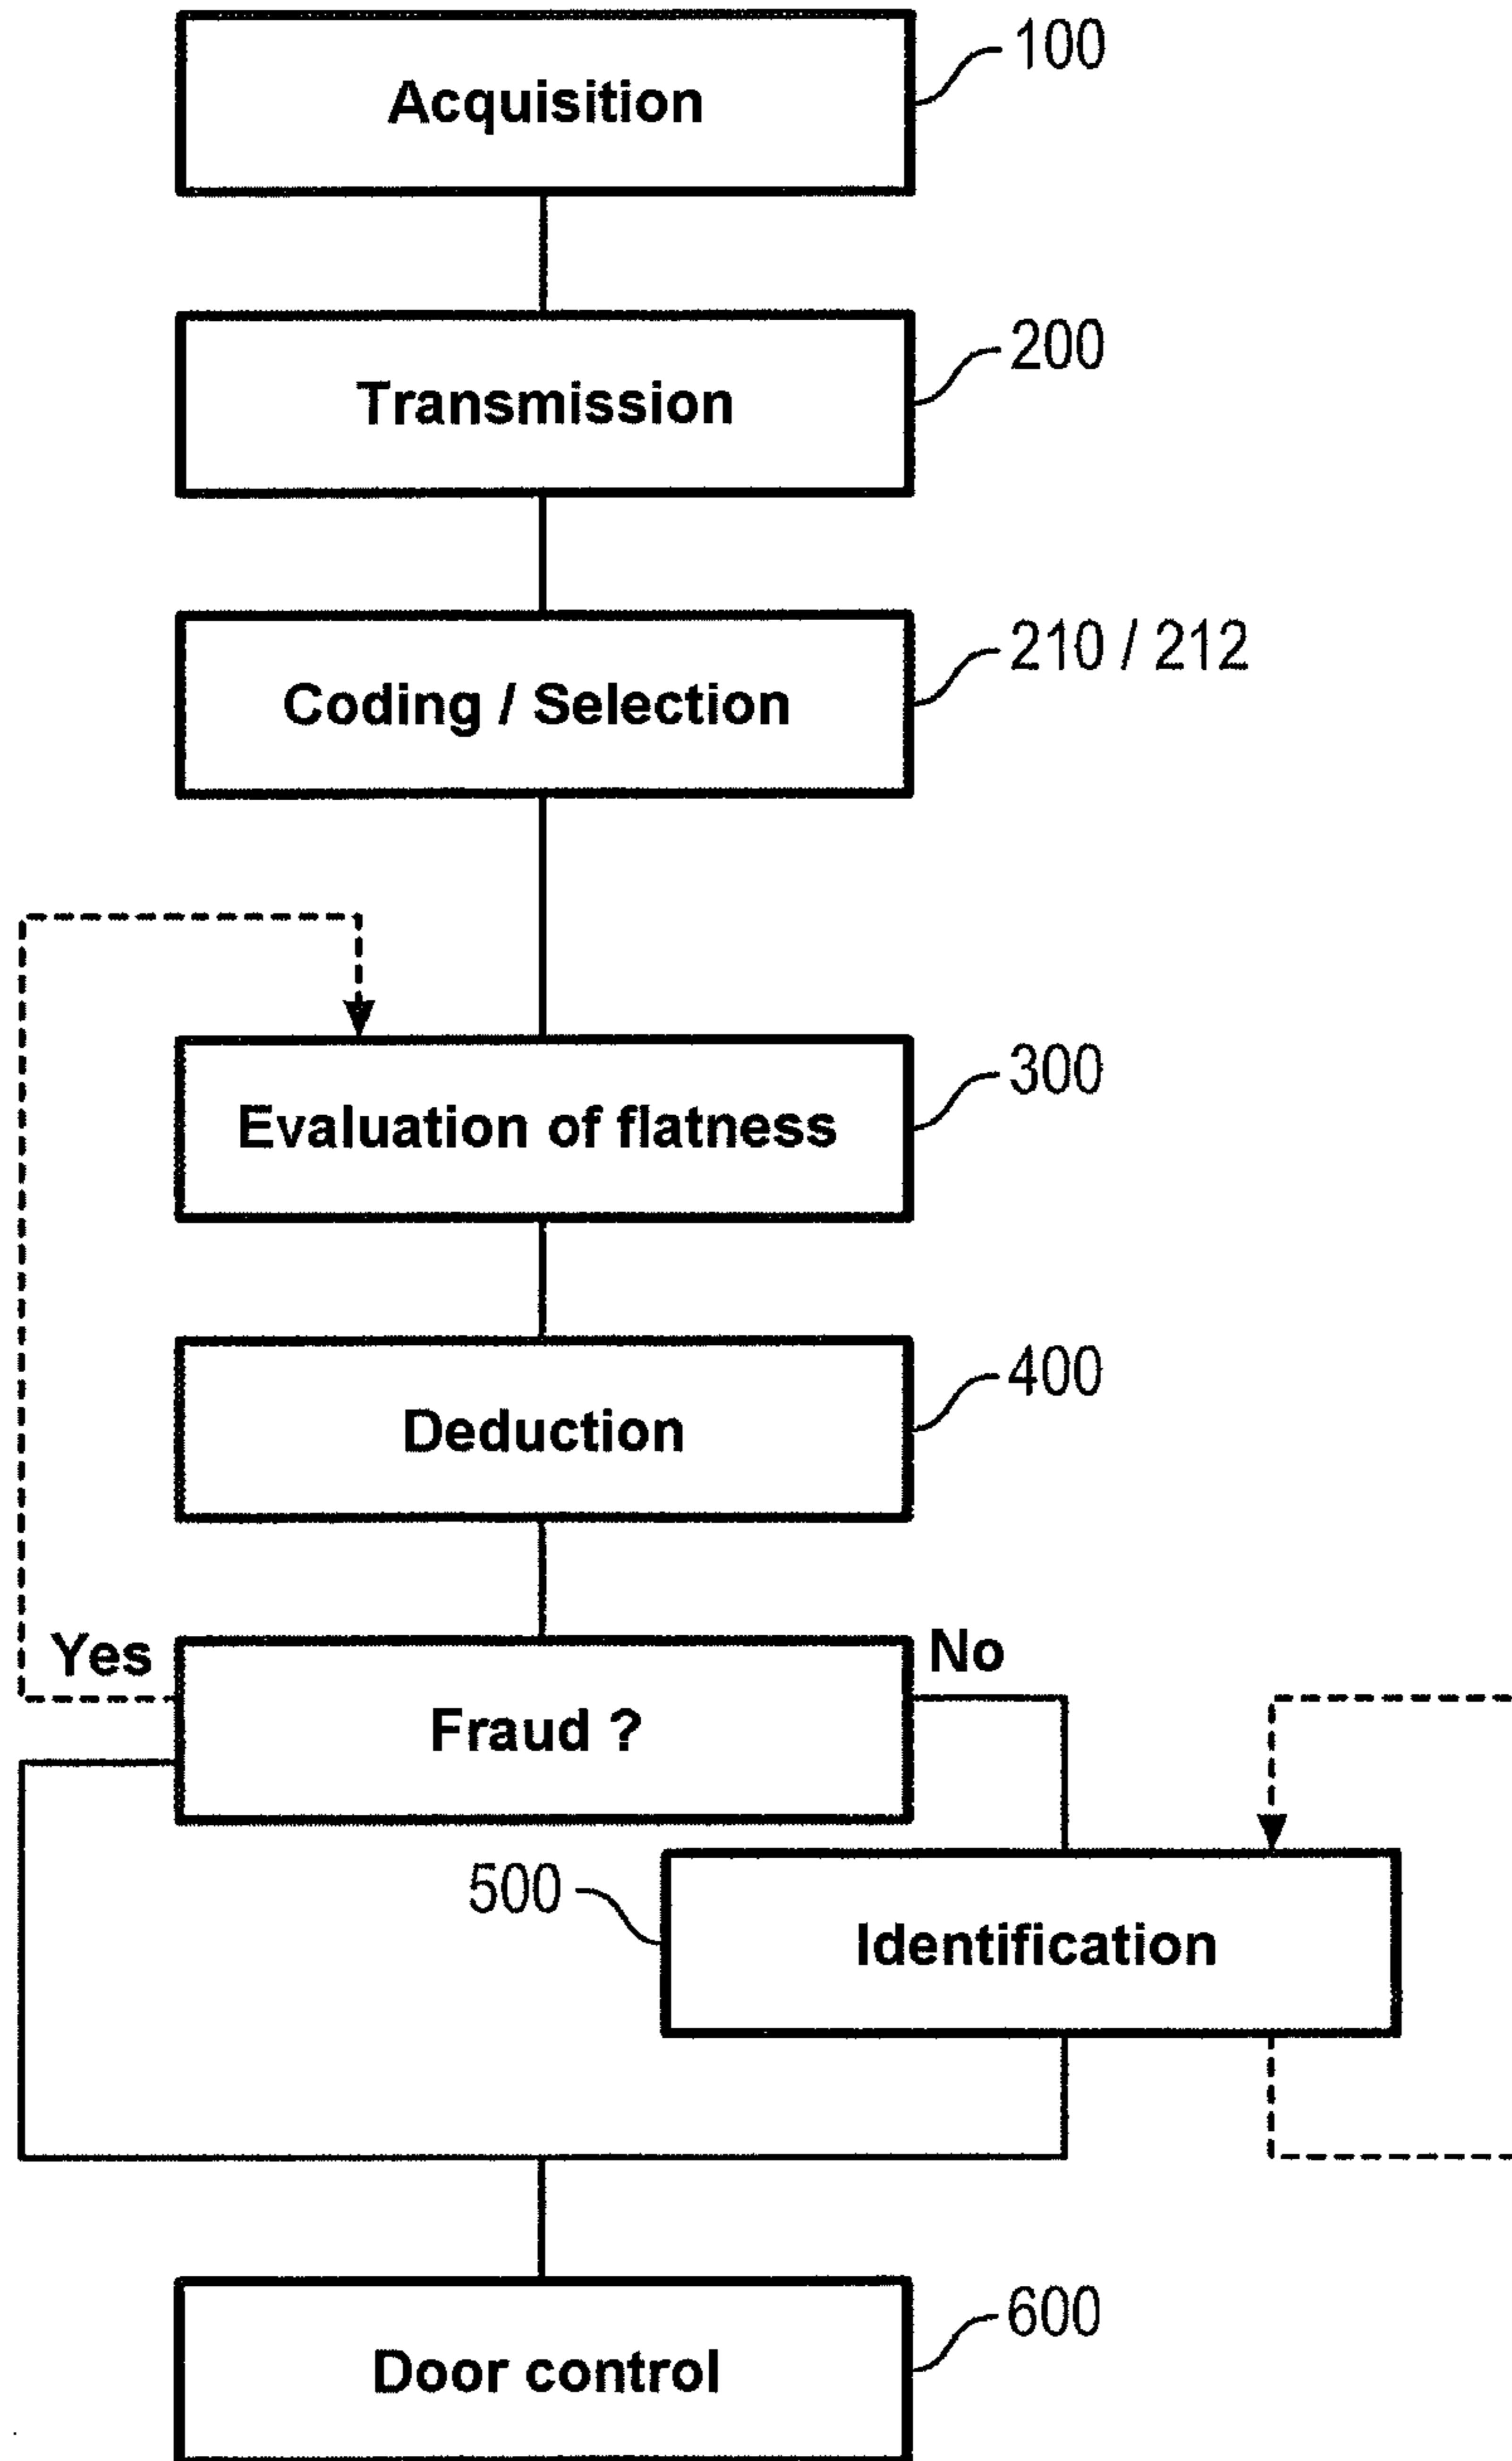 Acquisition
100
Transmission
200
Coding / Selection
210 / 212
Evaluation of flatness
300
Deduction
400
Yes
Fraud ?
No
500
Identification
Door control
600